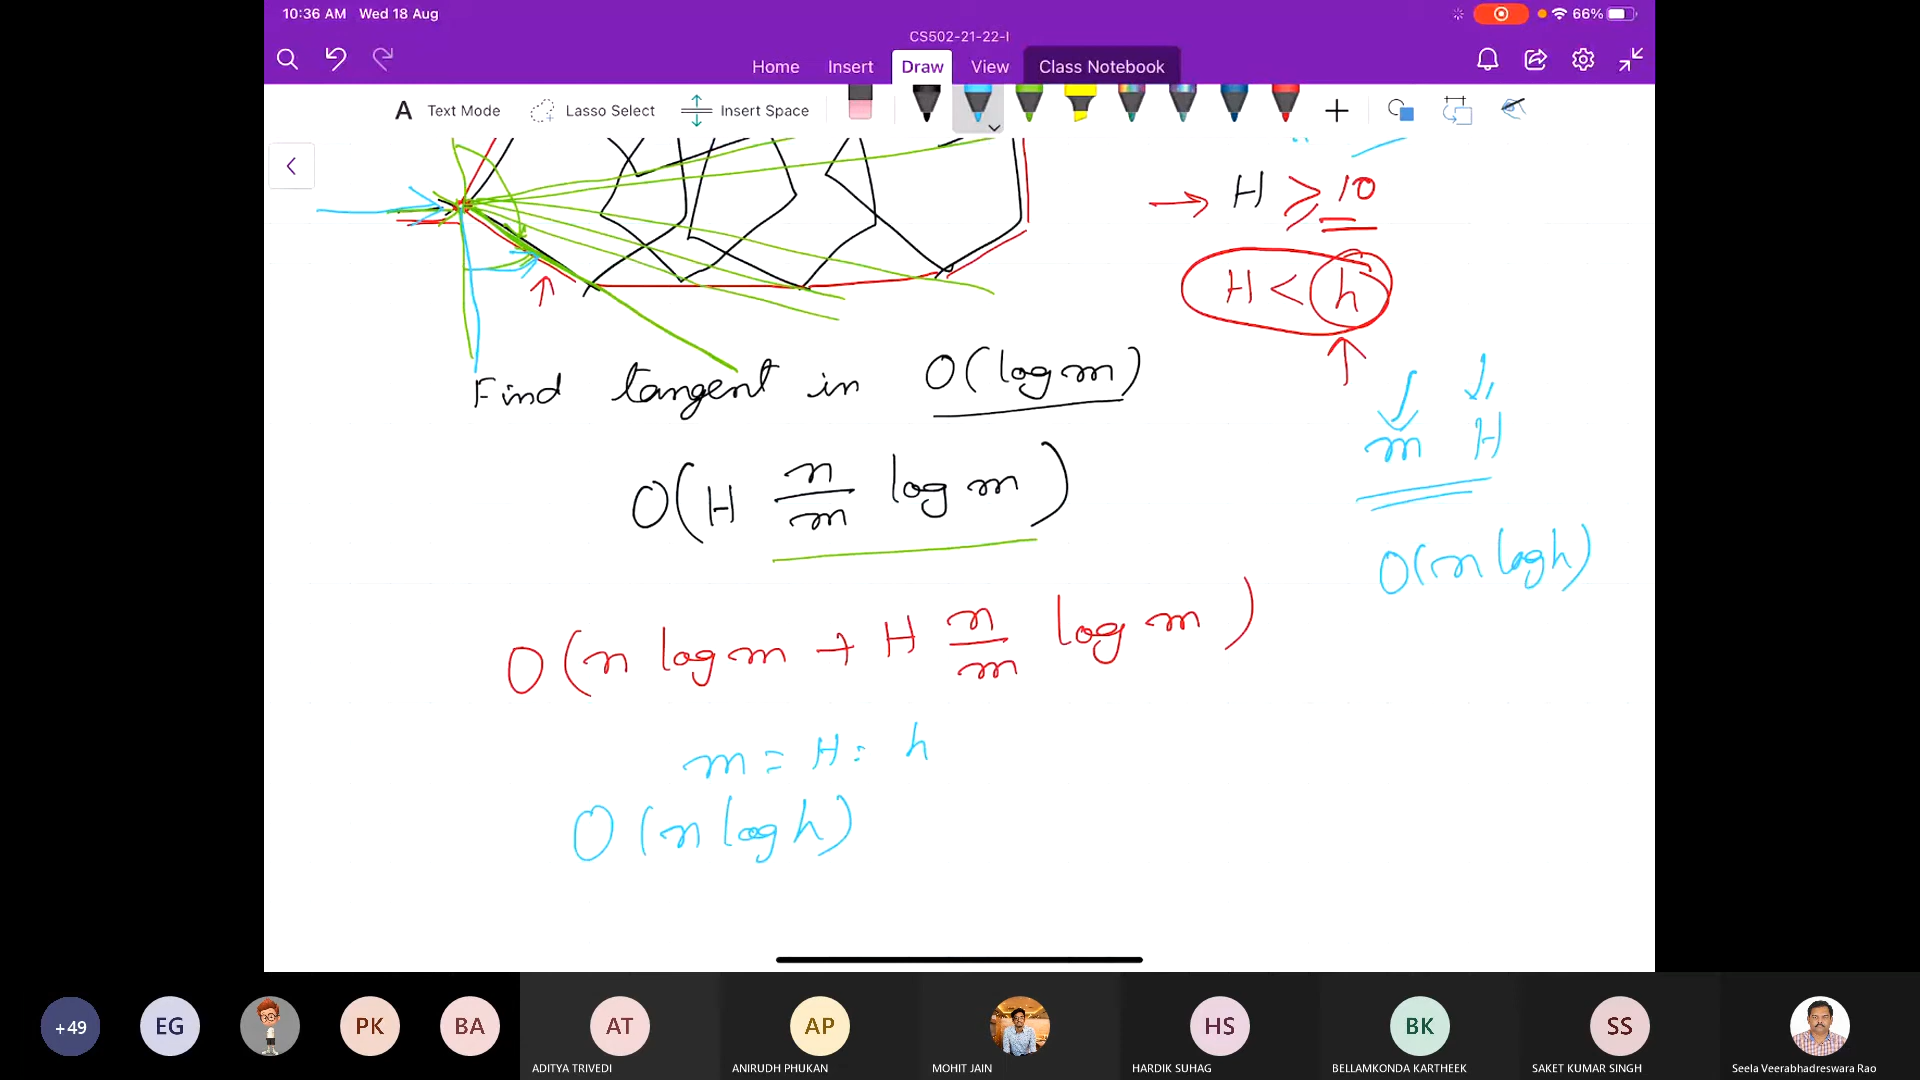 10:36 AM Wed 18 Aug
66%
CS502-21-22-I
Home Insert Draw View Class Notebook
A Text Mode Lasso Select Insert Space
→ H ≥ 10
H < h
Find tangent in O(log m)
m H
O(H n/m log m)
O(n log h)
O(n log m + H n/m log m)
m = H = h
O(n log h)
+49 EG PK BA AT AP HS BK SS
ADITYA TRIVEDI ANIRUDH PHUKAN MOHIT JAIN HARDIK SUHAG BELLAMKONDA KARTHEEK SAKET KUMAR SINGH Seela Veerabhadreswara Rao